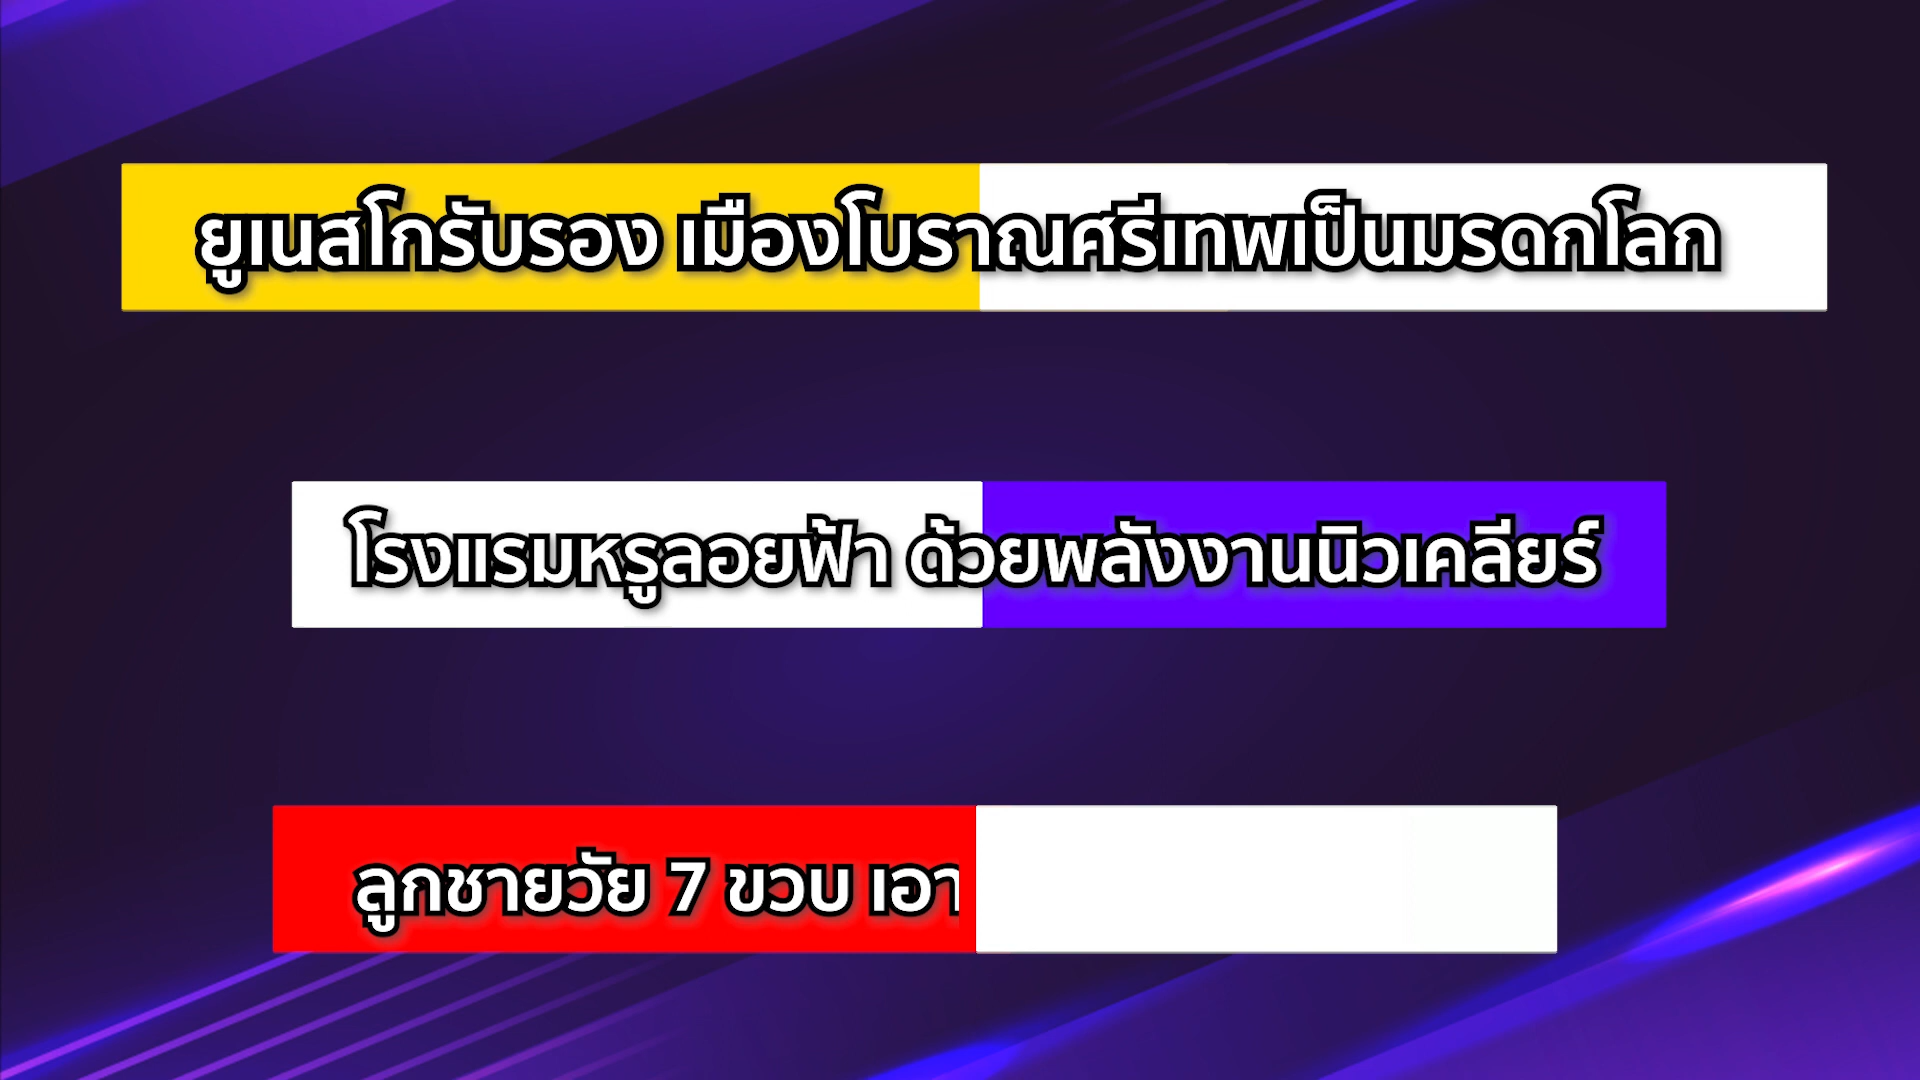 ยูเนสโกรับรอง เมืองโบราณศรีเทพเป็นมรดกโลก
โรงแรมหรูลอยฟ้า ด้วยพลังงานนิวเคลียร์
ลูกชายวัย 7 ขวบ เอา